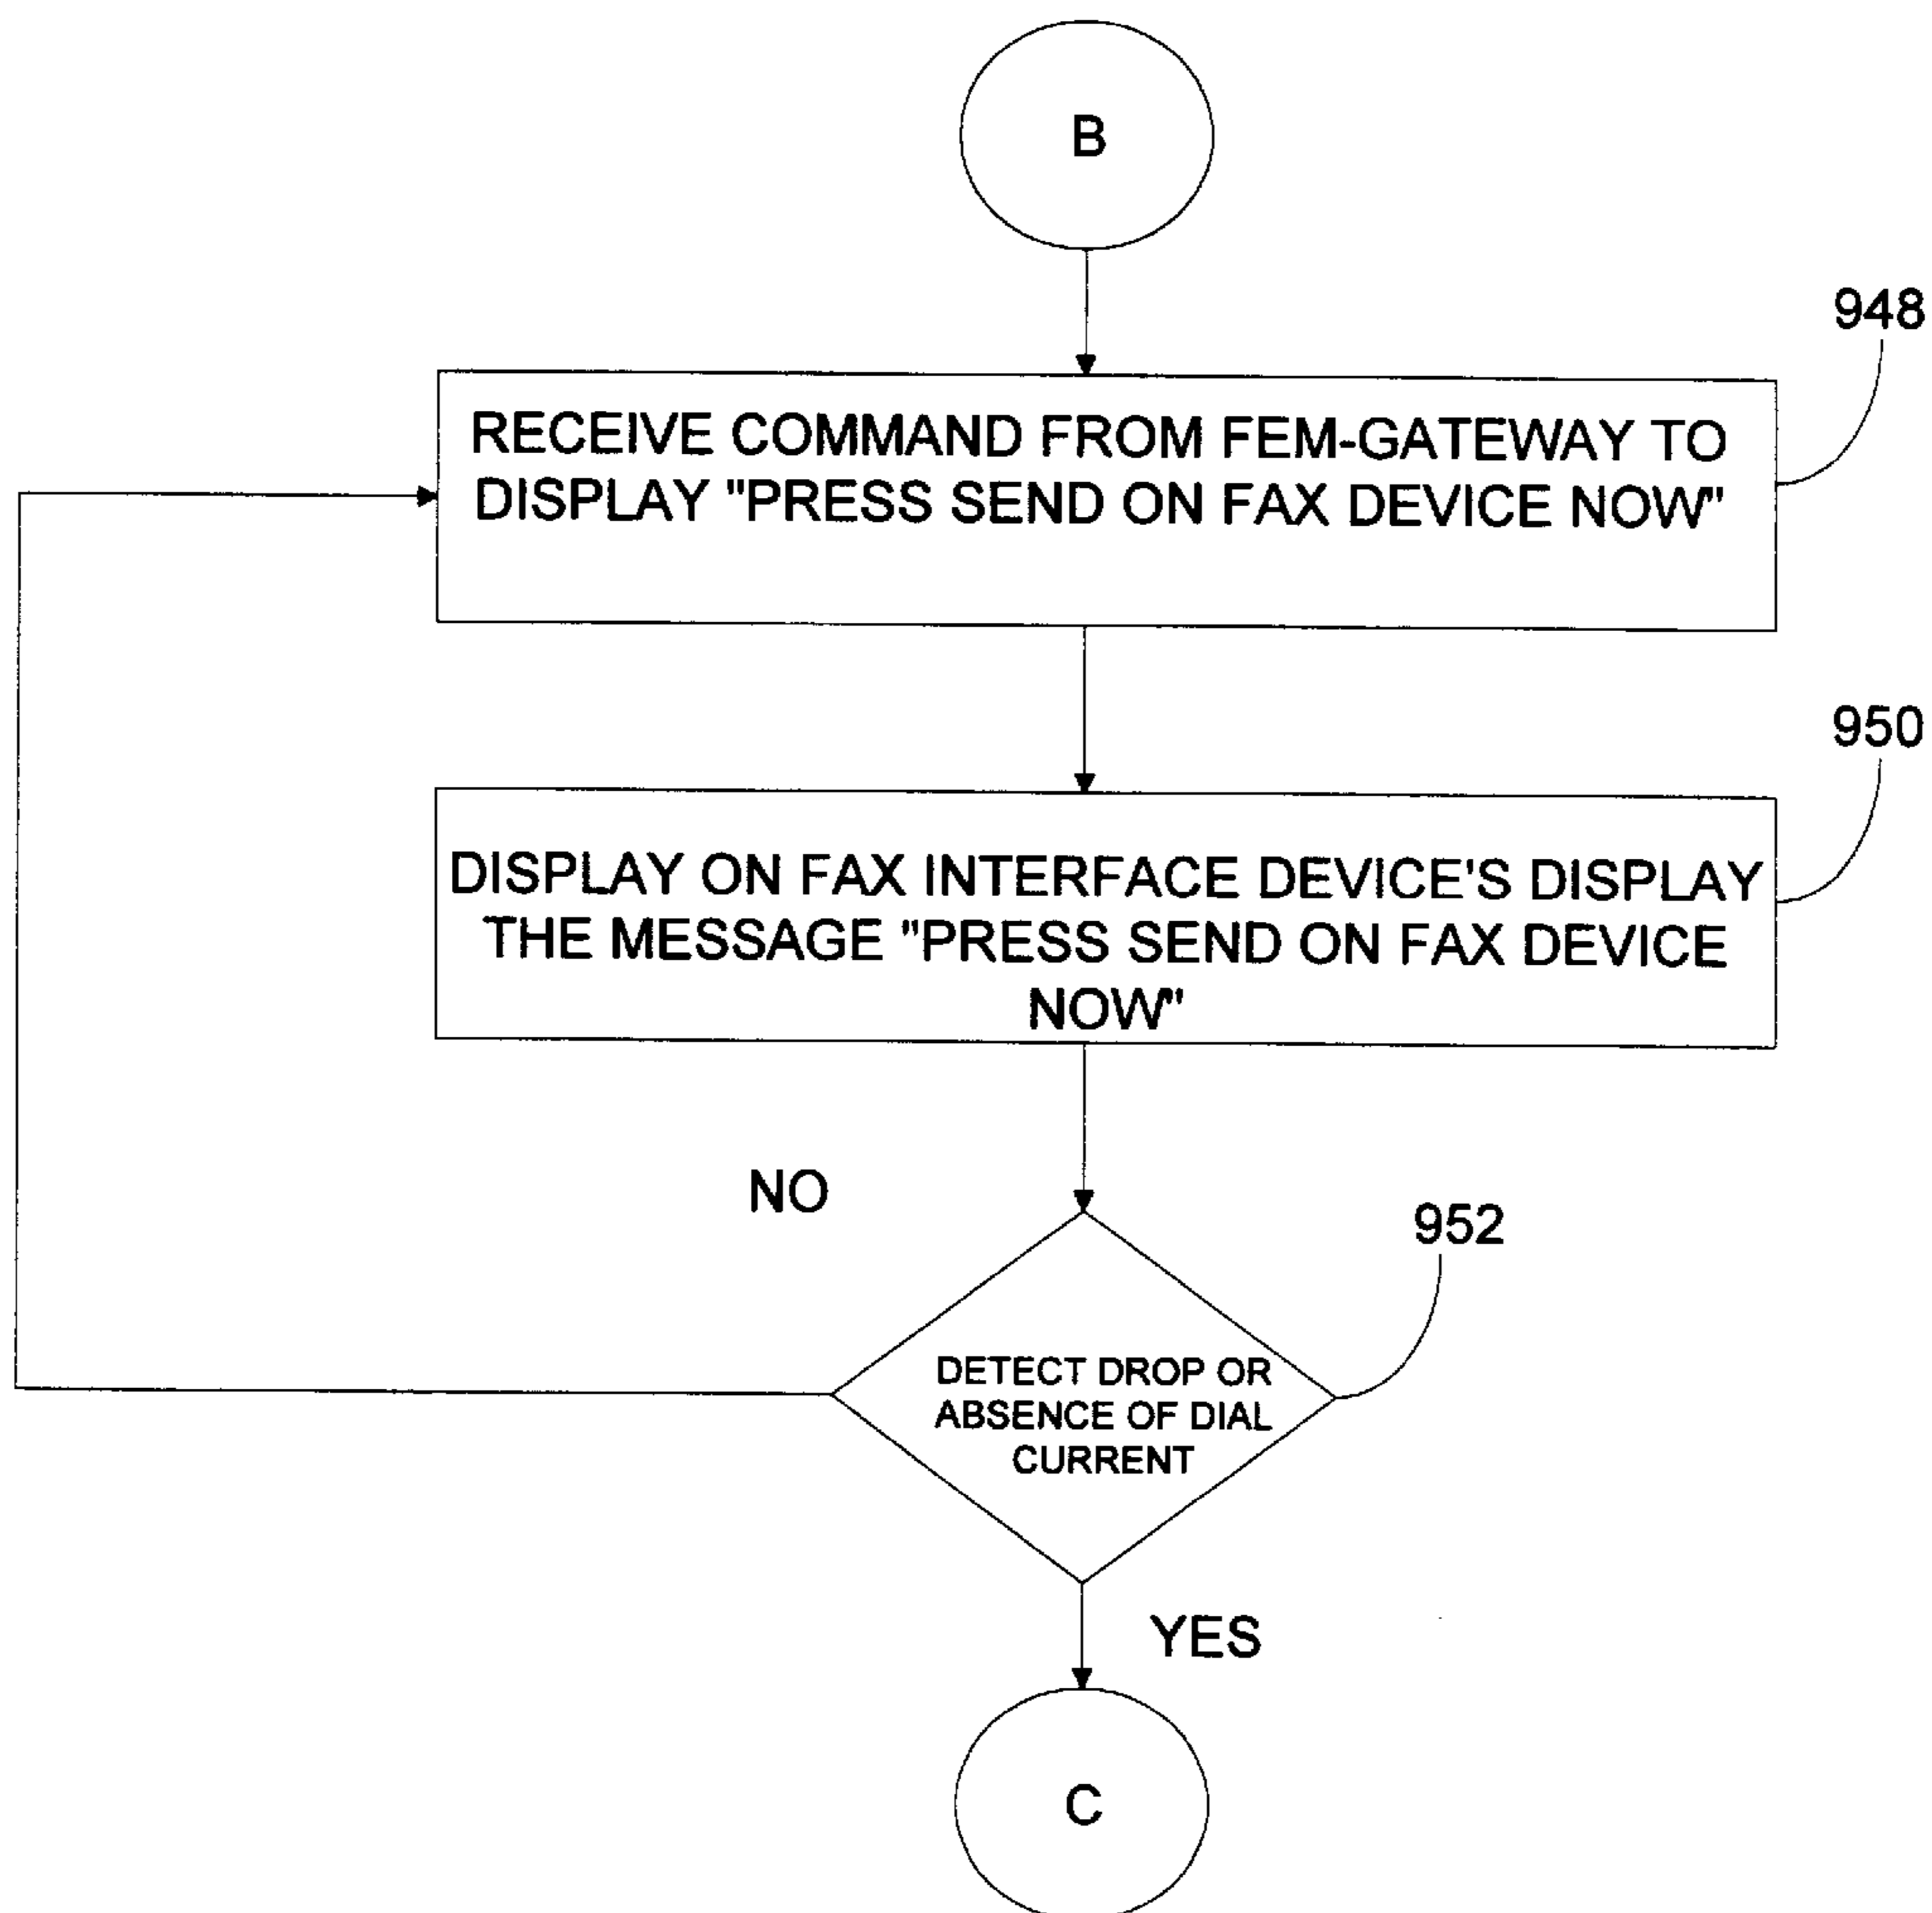 B
948
RECEIVE COMMAND FROM FEM-GATEWAY TO
DISPLAY "PRESS SEND ON FAX DEVICE NOW"
950
DISPLAY ON FAX INTERFACE DEVICE'S DISPLAY
THE MESSAGE "PRESS SEND ON FAX DEVICE
NOW"
NO
952
DETECT DROP OR
ABSENCE OF DIAL
CURRENT
YES
C